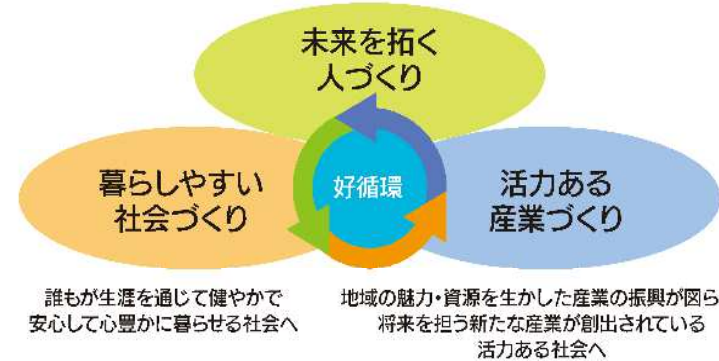 未来を拓く
人づくり
暮らしやすい
社会づくり
好循環
活力ある
産業づくり
誰もが生涯を通じて健やかで
安心して心豊かに暮らせる社会へ
地域の魅力・資源を生かした産業の振興が図ら
将来を担う新たな産業が創出されている
活力ある社会へ